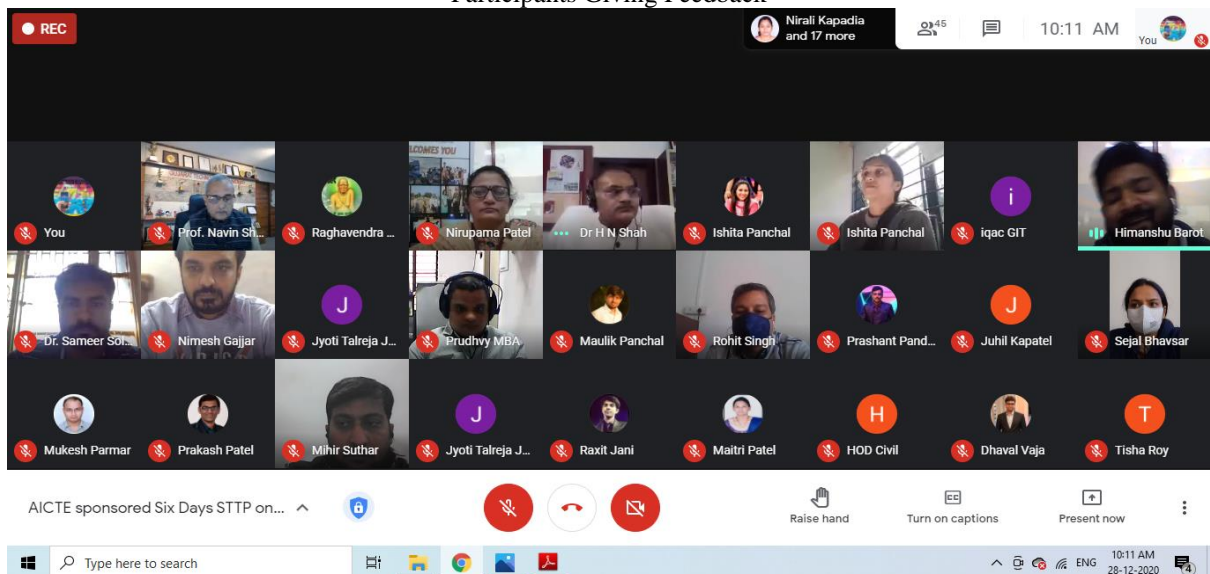 Participants Giving Feedback
REC
Nirali Kapadia
and 17 more
45
10:11 AM
You
LCOMES YOU
You
Prof. Navin Sh...
Raghavendra ...
Nirupama Patel
Dr H N Shah
Ishita Panchal
Ishita Panchal
i
iqac GIT
Himanshu Barot
Dr. Sameer Sol...
Nimesh Gajjar
J
Jyoti Talreja J...
Prudhvy MBA
Maulik Panchal
Rohit Singh
Prashant Pand...
J
Juhil Kapatel
Sejal Bhavsar
Mukesh Parmar
Prakash Patel
Mihir Suthar
J
Jyoti Talreja J...
Raxit Jani
Maitri Patel
H
HOD Civil
Dhaval Vaja
T
Tisha Roy
AICTE sponsored Six Days STTP on...
Raise hand
CC
Turn on captions
Present now
Type here to search
ENG
10:11 AM
28-12-2020
4